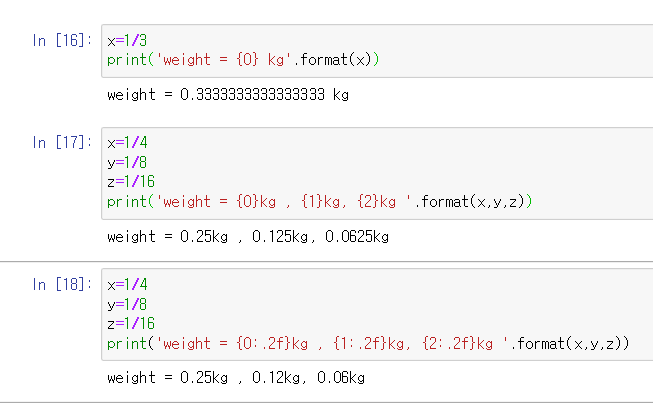 In [16]: x=1/3
print('weight = {0} kg'.format(x))
weight = 0.3333333333333333 kg
In [17]: x=1/4
y=1/8
z=1/16
print('weight = {0}kg , {1}kg, {2}kg '.format(x,y,z))
weight = 0.25kg , 0.125kg, 0.0625kg
In [18]: x=1/4
y=1/8
z=1/16
print('weight = {0:.2f}kg , {1:.2f}kg, {2:.2f}kg '.format(x,y,z))
weight = 0.25kg , 0.12kg, 0.06kg